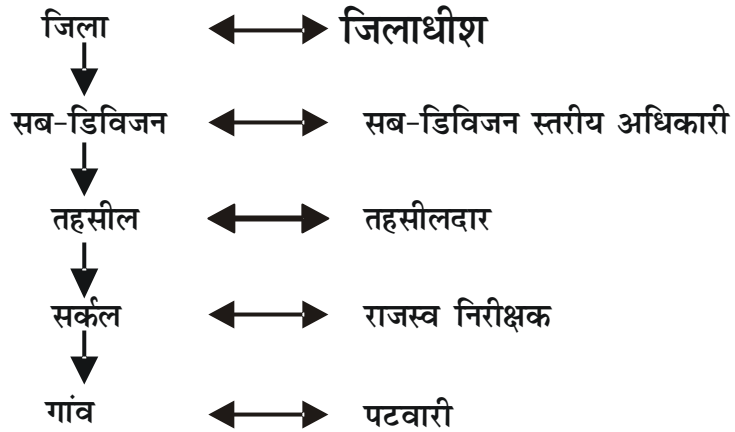 जिला जिलाधीश
सब-डिविजन सब-डिविजन स्तरीय अधिकारी
तहसील तहसीलदार
सर्कल राजस्व निरीक्षक
गांव पटवारी